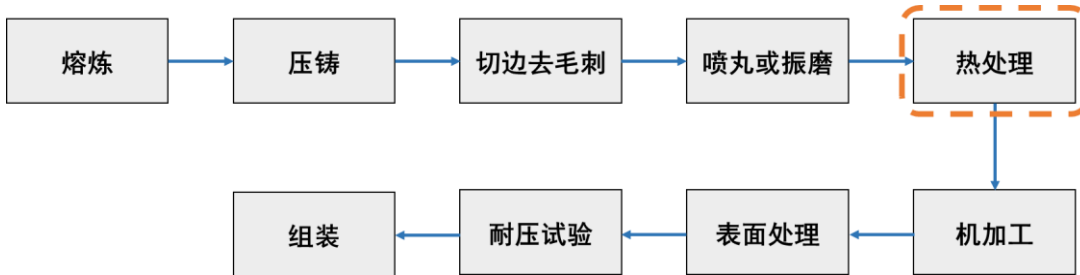 熔炼
压铸
切边去毛刺
喷丸或振磨
热处理
组装
耐压试验
表面处理
机加工